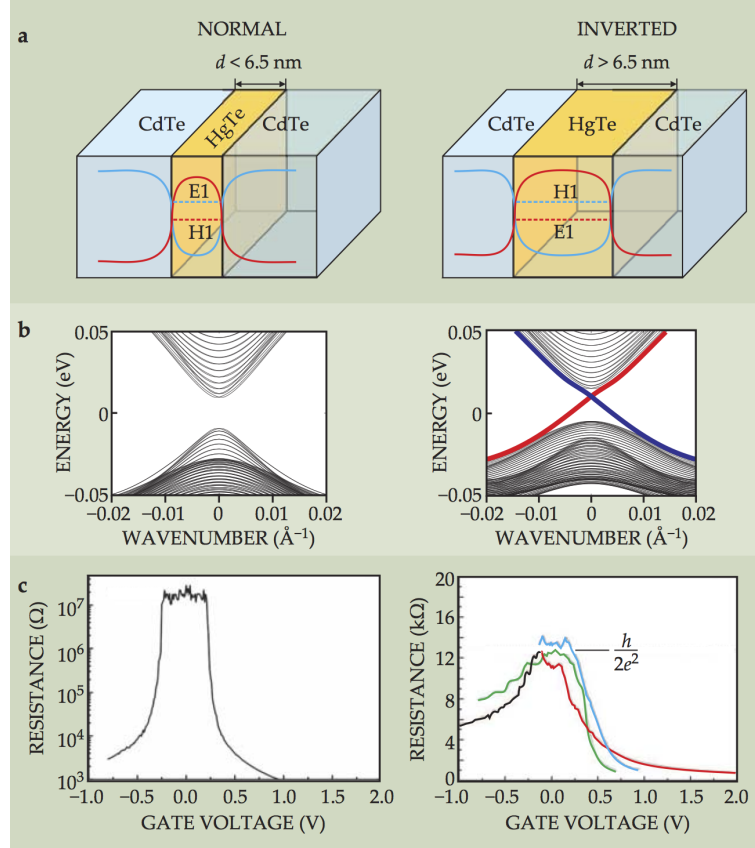 a
NORMAL
INVERTED
d < 6.5 nm
d > 6.5 nm
CdTe
HgTe
CdTe
CdTe
HgTe
CdTe
E1
H1
H1
E1
b
0.05
0
−0.05
ENERGY (eV)
−0.02 −0.01 0 0.01 0.02
WAVENUMBER (Å⁻¹)
0.05
0
−0.05
ENERGY (eV)
−0.02 −0.01 0 0.01 0.02
WAVENUMBER (Å⁻¹)
c
10⁷
10⁶
10⁵
10⁴
10³
RESISTANCE (Ω)
-1.0 −0.5 0.0 0.5 1.0 1.5 2.0
GATE VOLTAGE (V)
20
16
12
8
4
0
RESISTANCE (kΩ)
h
2e²
-1.0 −0.5 0.0 0.5 1.0 1.5 2.0
GATE VOLTAGE (V)